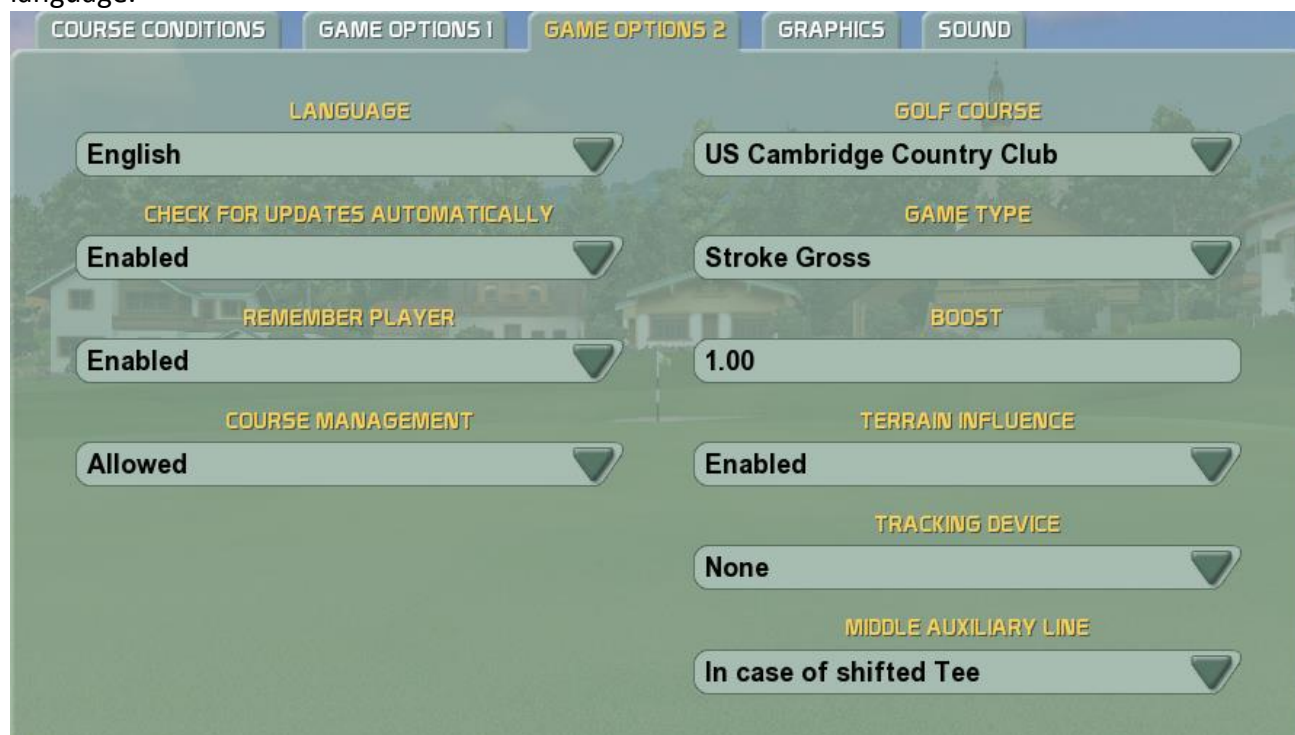 language.
COURSE CONDITIONS GAME OPTIONS 1 GAME OPTIONS 2 GRAPHICS SOUND
LANGUAGE
English
CHECK FOR UPDATES AUTOMATICALLY
Enabled
REMEMBER PLAYER
Enabled
COURSE MANAGEMENT
Allowed
GOLF COURSE
US Cambridge Country Club
GAME TYPE
Stroke Gross
BOOST
1.00
TERRAIN INFLUENCE
Enabled
TRACKING DEVICE
None
MIDDLE AUXILIARY LINE
In case of shifted Tee